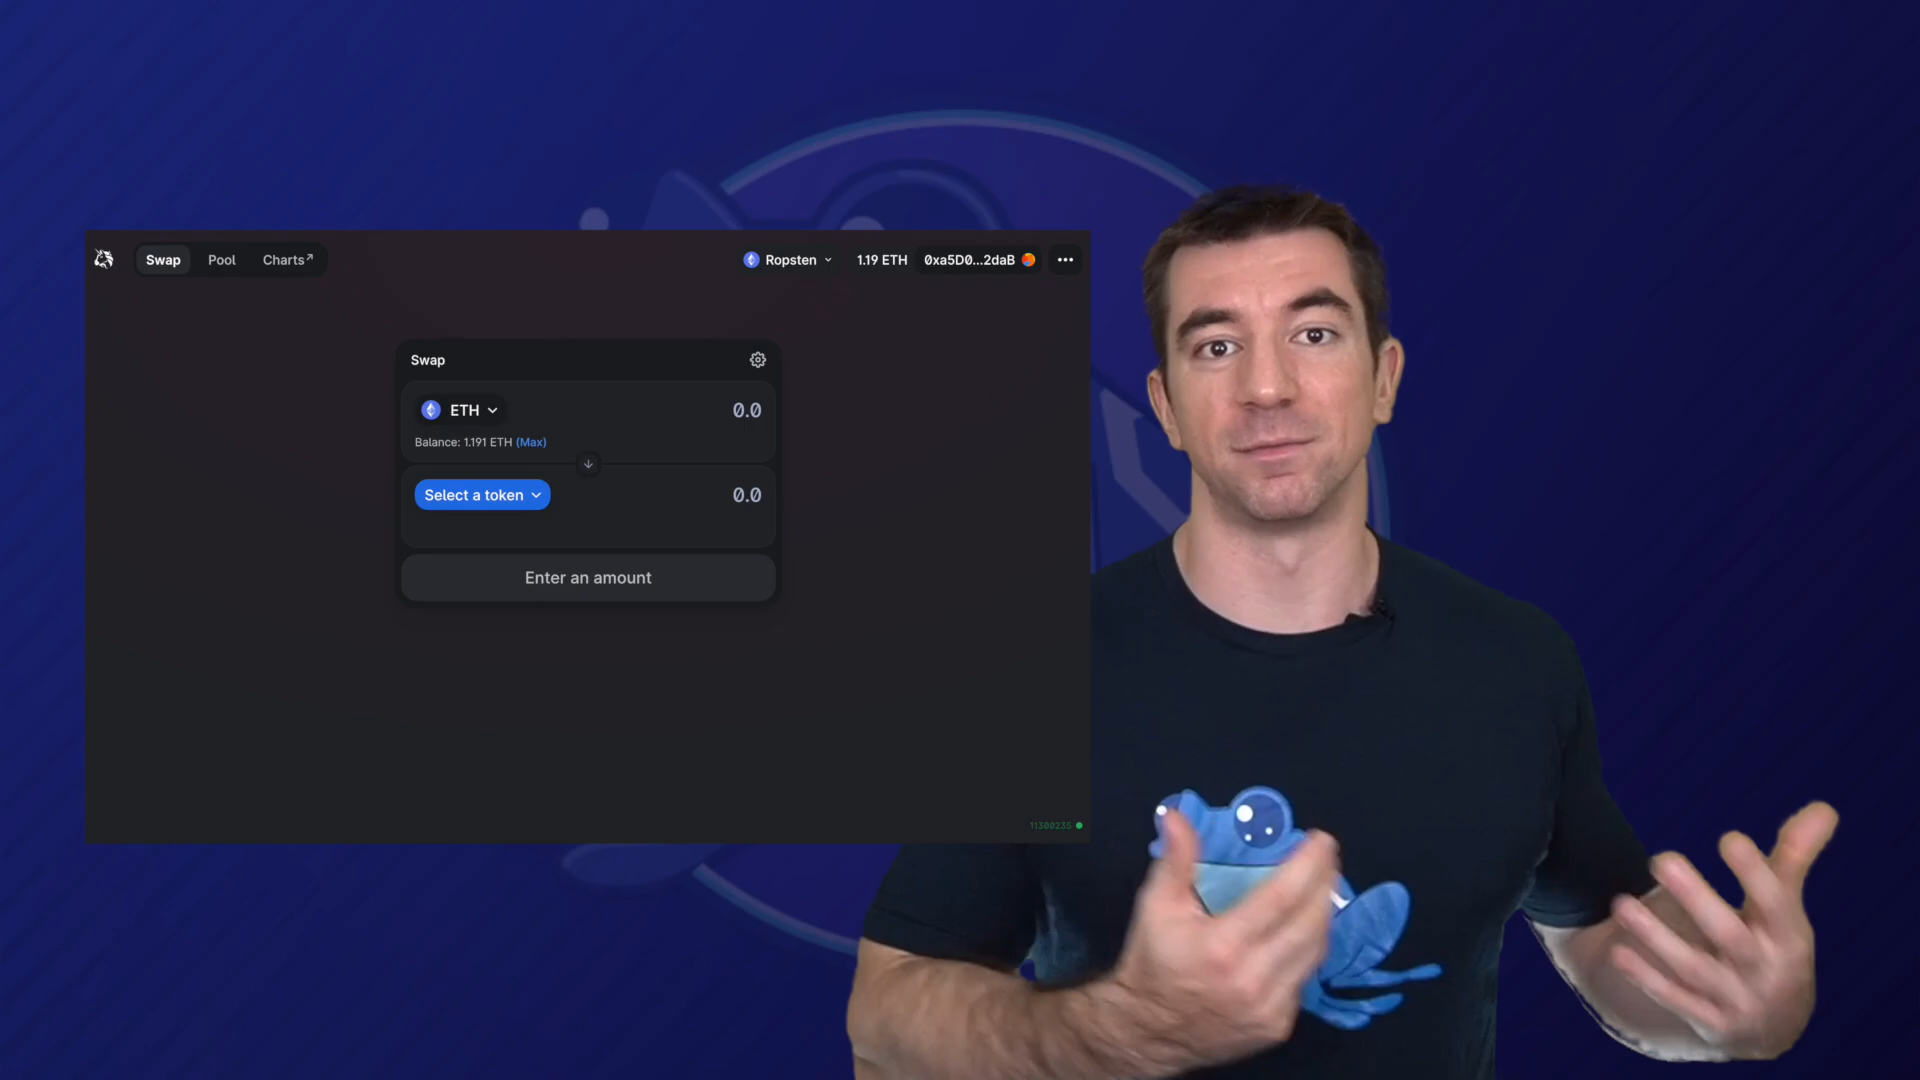 Swap Pool Charts↗ Ropsten 1.19 ETH 0xa5D0...2daB
Swap
ETH 0.0
Balance: 1.191 ETH (Max)
Select a token 0.0
Enter an amount
11300235